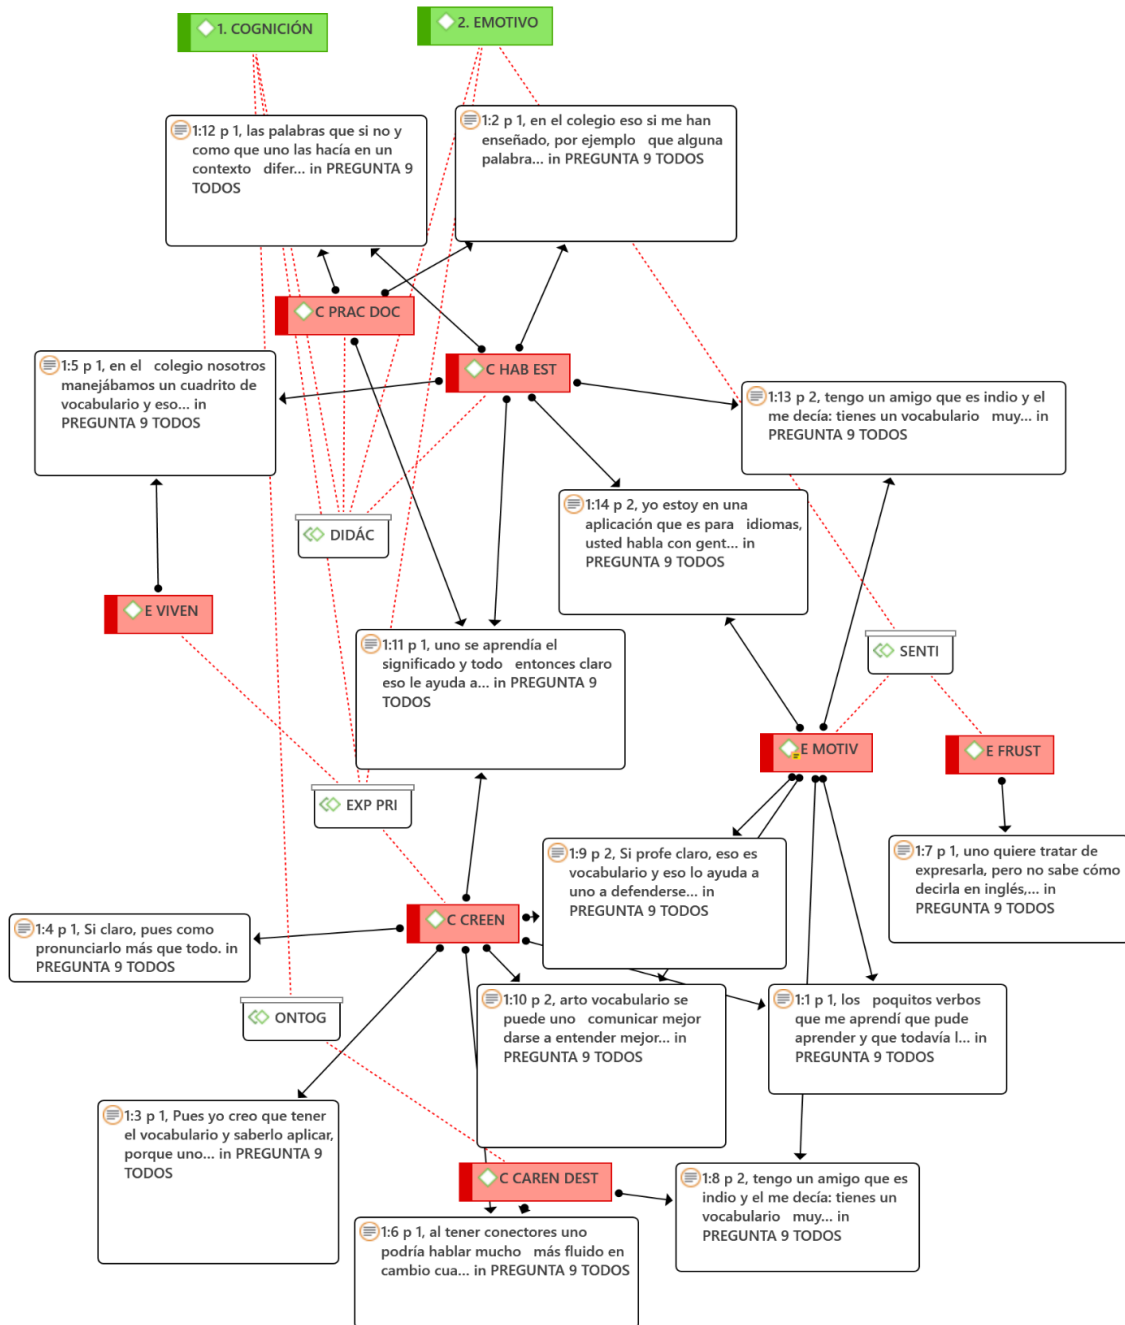 1. COGNICIÓN
2. EMOTIVO
1:12 p 1, las palabras que si no y
como que uno las hacía en un
contexto difer... in PREGUNTA 9
TODOS
1:2 p 1, en el colegio eso si me han
enseñado, por ejemplo que alguna
palabra... in PREGUNTA 9 TODOS
C PRAC DOC
C HAB EST
1:5 p 1, en el colegio nosotros
manejábamos un cuadrito de
vocabulario y eso... in
PREGUNTA 9 TODOS
1:13 p 2, tengo un amigo que es indio y el
me decía: tienes un vocabulario muy... in
PREGUNTA 9 TODOS
1:14 p 2, yo estoy en una
aplicación que es para idiomas,
usted habla con gent... in
PREGUNTA 9 TODOS
DIDÁC
E VIVEN
1:11 p 1, uno se aprendía el
significado y todo entonces claro
eso le ayuda a... in PREGUNTA 9
TODOS
SENTI
E MOTIV
E FRUST
EXP PRI
1:9 p 2, Si profe claro, eso es
vocabulario y eso lo ayuda a
uno a defenderse... in
PREGUNTA 9 TODOS
1:7 p 1, uno quiere tratar de
expresarla, pero no sabe cómo
decirla en inglés,... in
PREGUNTA 9 TODOS
C CREEN
1:4 p 1, Si claro, pues como
pronunciarlo más que todo. in
PREGUNTA 9 TODOS
ONTOG
1:10 p 2, arto vocabulario se
puede uno comunicar mejor
darse a entender mejor... in
PREGUNTA 9 TODOS
1:1 p 1, los poquitos verbos
que me aprendí que pude
aprender y que todavía l... in
PREGUNTA 9 TODOS
1:3 p 1, Pues yo creo que tener
el vocabulario y saberlo aplicar,
porque uno... in PREGUNTA 9
TODOS
C CAREN DEST
1:8 p 2, tengo un amigo que es
indio y el me decía: tienes un
vocabulario muy... in
PREGUNTA 9 TODOS
1:6 p 1, al tener conectores uno
podría hablar mucho más fluido en
cambio cua... in PREGUNTA 9 TODOS